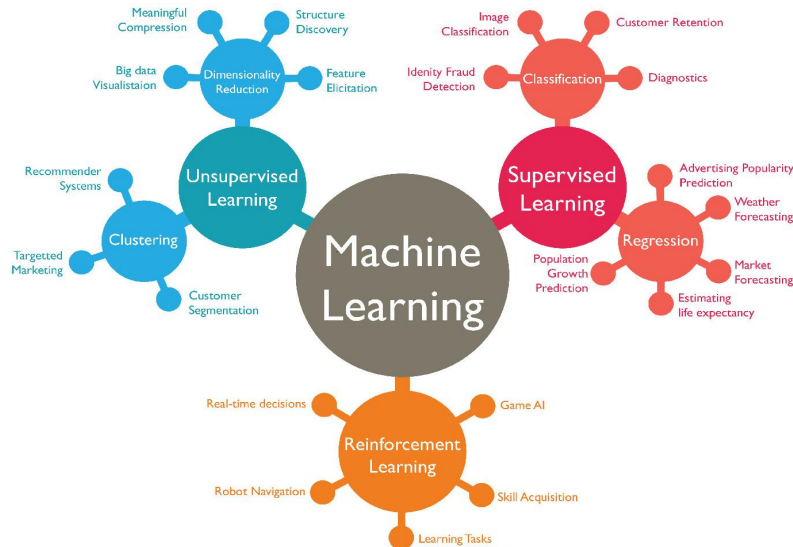 Meaningful
Compression
Structure
Discovery
Big data
Visualistaion
Dimensionality
Reduction
Feature
Elicitation
Image
Classification
Customer Retention
Idenity Fraud
Detection
Classification
Diagnostics
Unsupervised
Learning
Supervised
Learning
Recommender
Systems
Clustering
Targetted
Marketing
Customer
Segmentation
Machine
Learning
Advertising Popularity
Prediction
Weather
Forecasting
Regression
Population
Growth
Prediction
Market
Forecasting
Estimating
life expectancy
Real-time decisions
Game AI
Reinforcement
Learning
Robot Navigation
Skill Acquisition
Learning Tasks